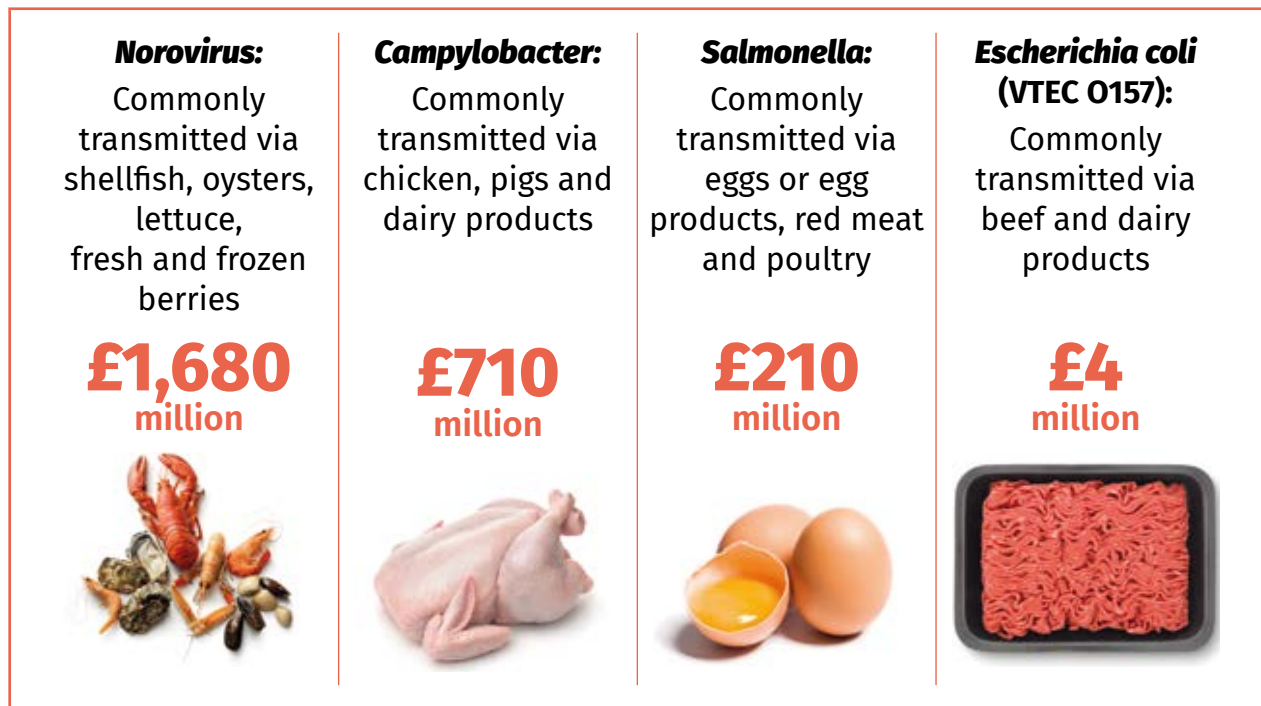 Norovirus:
Commonly
transmitted via
shellfish, oysters,
lettuce,
fresh and frozen
berries
£1,680
million
Campylobacter:
Commonly
transmitted via
chicken, pigs and
dairy products
£710
million
Salmonella:
Commonly
transmitted via
eggs or egg
products, red meat
and poultry
£210
million
Escherichia coli
(VTEC O157):
Commonly
transmitted via
beef and dairy
products
£4
million